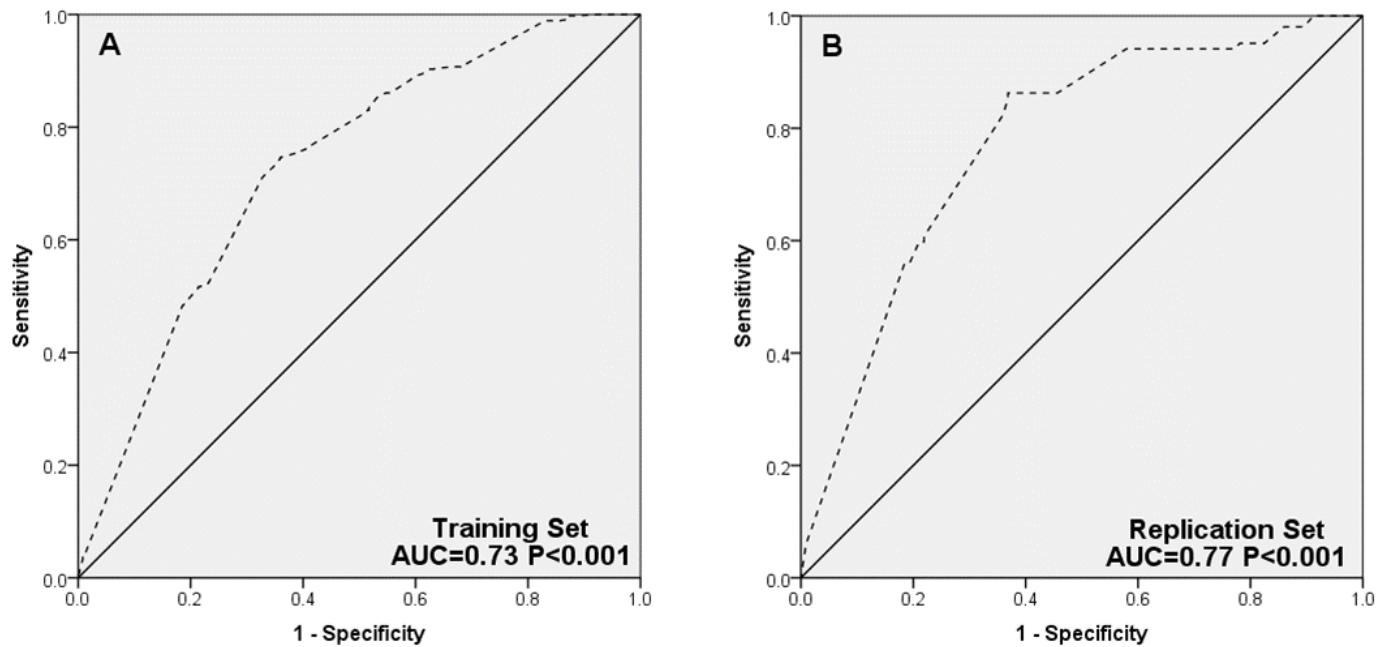 A
1.0
0.8
0.6
0.4
0.2
0.0
Sensitivity
Training Set
AUC=0.73 P<0.001
0.0 0.2 0.4 0.6 0.8 1.0
1 - Specificity
B
1.0
0.8
0.6
0.4
0.2
0.0
Sensitivity
Replication Set
AUC=0.77 P<0.001
0.0 0.2 0.4 0.6 0.8 1.0
1 - Specificity